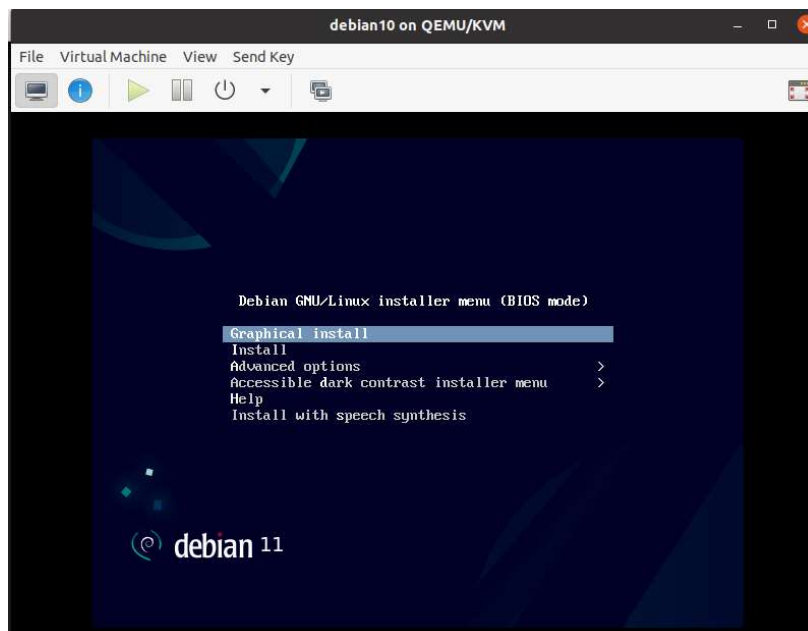 debian10 on QEMU/KVM
File Virtual Machine View Send Key
Debian GNU/Linux installer menu (BIOS mode)
Graphical install
Install
Advanced options >
Accessible dark contrast installer menu >
Help
Install with speech synthesis
debian 11